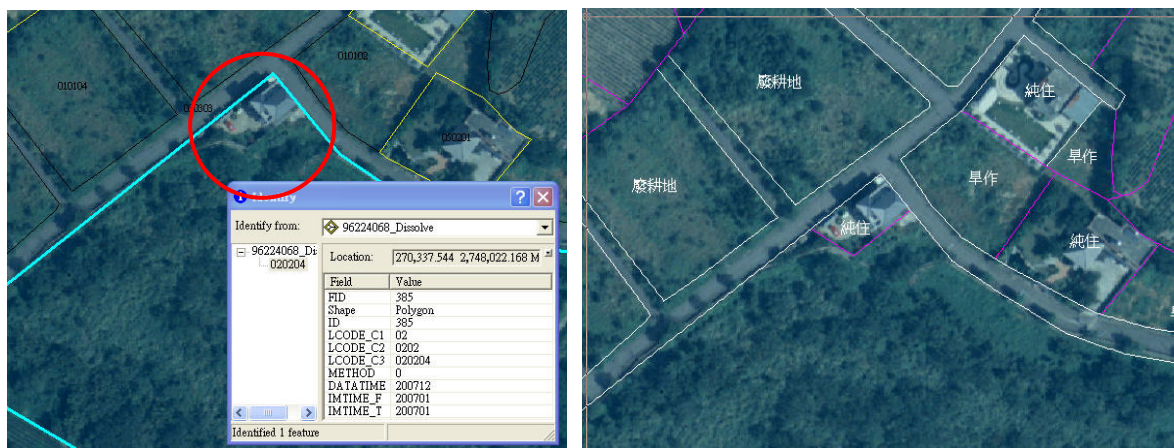 010104
010102
030303
050201
Identify
Identify from:
96224068_Dissolve
96224068_Di
020204
Location:
270,337.544 2,748,022.168 M
Field Value
FID 385
Shape Polygon
ID 385
LCODE_C1 02
LCODE_C2 0202
LCODE_C3 020204
METHOD 0
DATATIME 200712
IMTIME_F 200701
IMTIME_T 200701
Identified 1 feature
廢耕地
純住
旱作
廢耕地
旱作
純住
純住